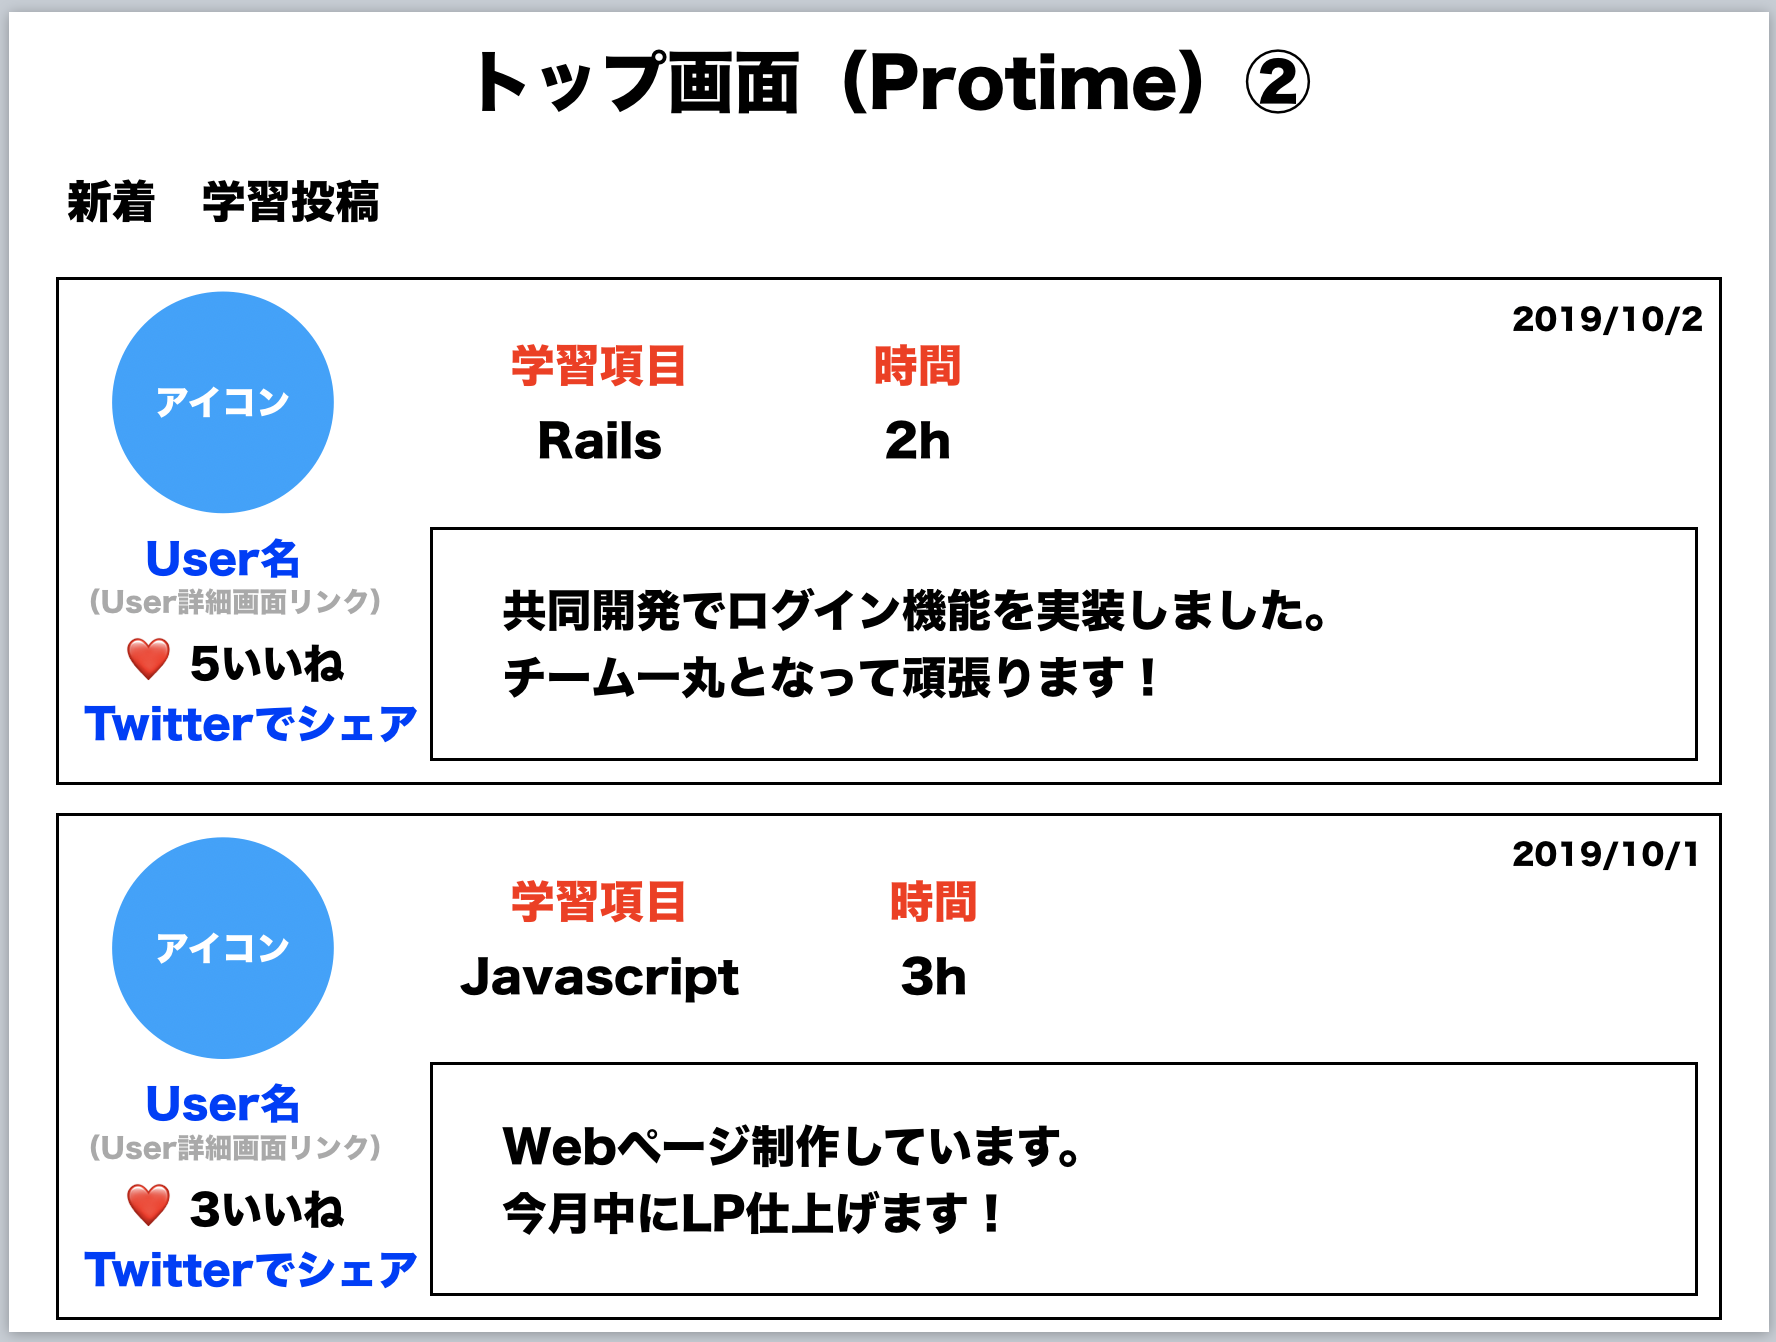 トップ画面（Protime）②
新着　学習投稿
2019/10/2
アイコン
学習項目　時間
Rails　2h
User名
（User詳細画面リンク）
❤️ 5いいね
Twitterでシェア
共同開発でログイン機能を実装しました。
チーム一丸となって頑張ります！
2019/10/1
アイコン
学習項目　時間
Javascript　3h
User名
（User詳細画面リンク）
❤️ 3いいね
Twitterでシェア
Webページ制作しています。
今月中にLP仕上げます！